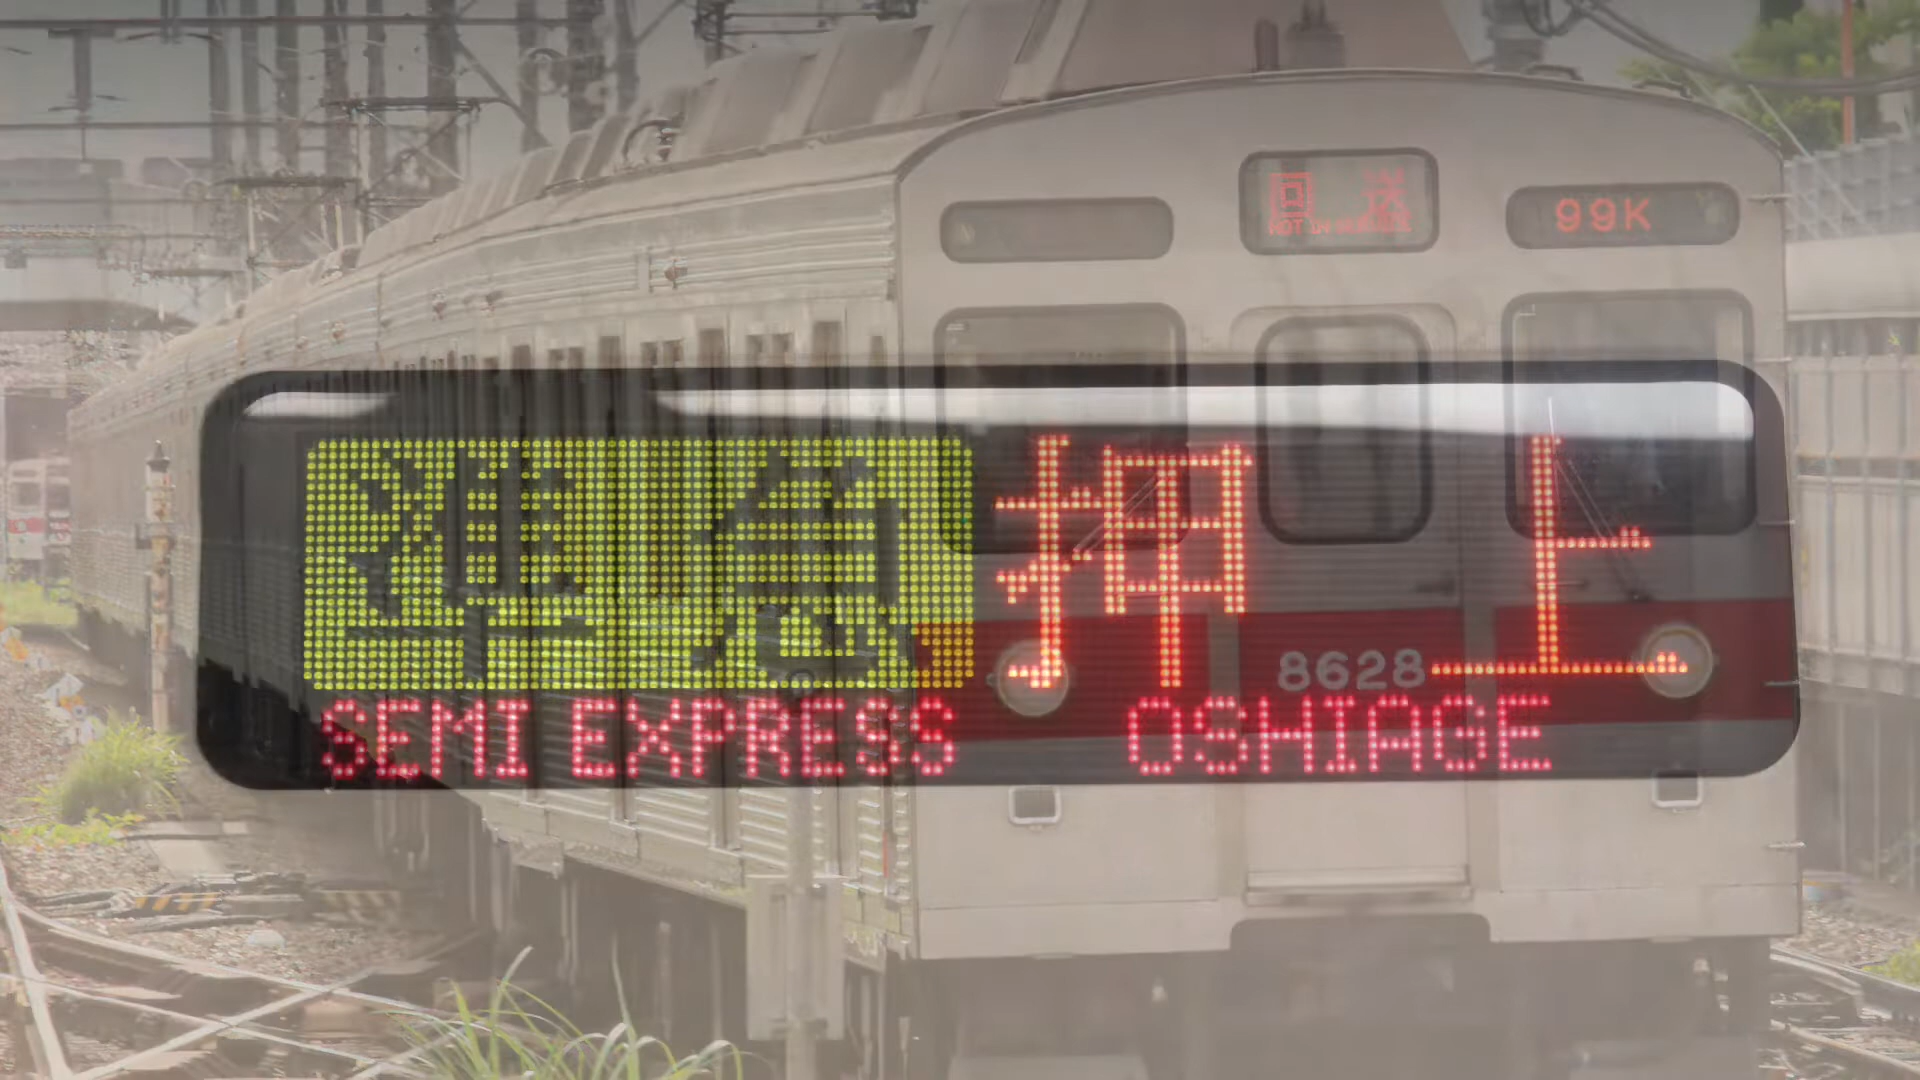 回送
NOT IN SERVICE
99K
準急 押上
8628
SEMI EXPRESS OSHIAGE